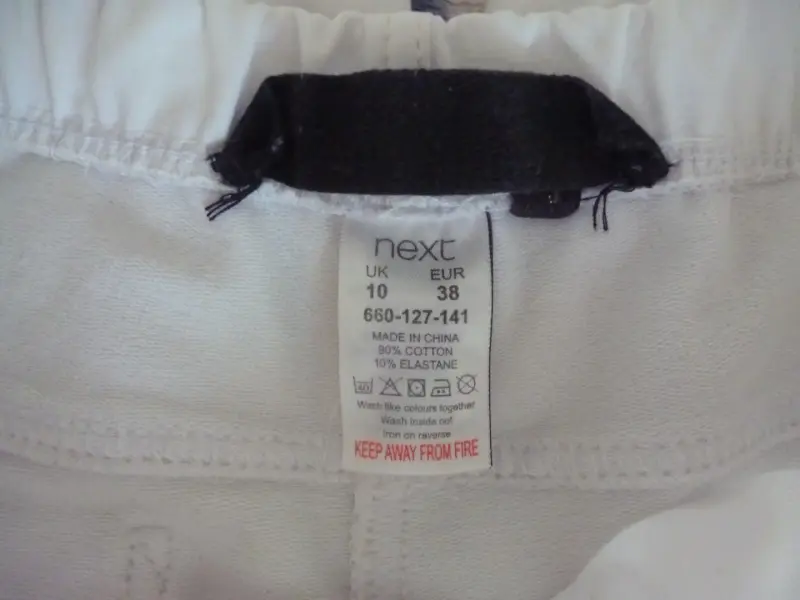 next
UK EUR
10 38
660-127-141
MADE IN CHINA
90% COTTON
10% ELASTANE
40
Wash like colours together
Wash inside out
Iron on reverse
KEEP AWAY FROM FIRE